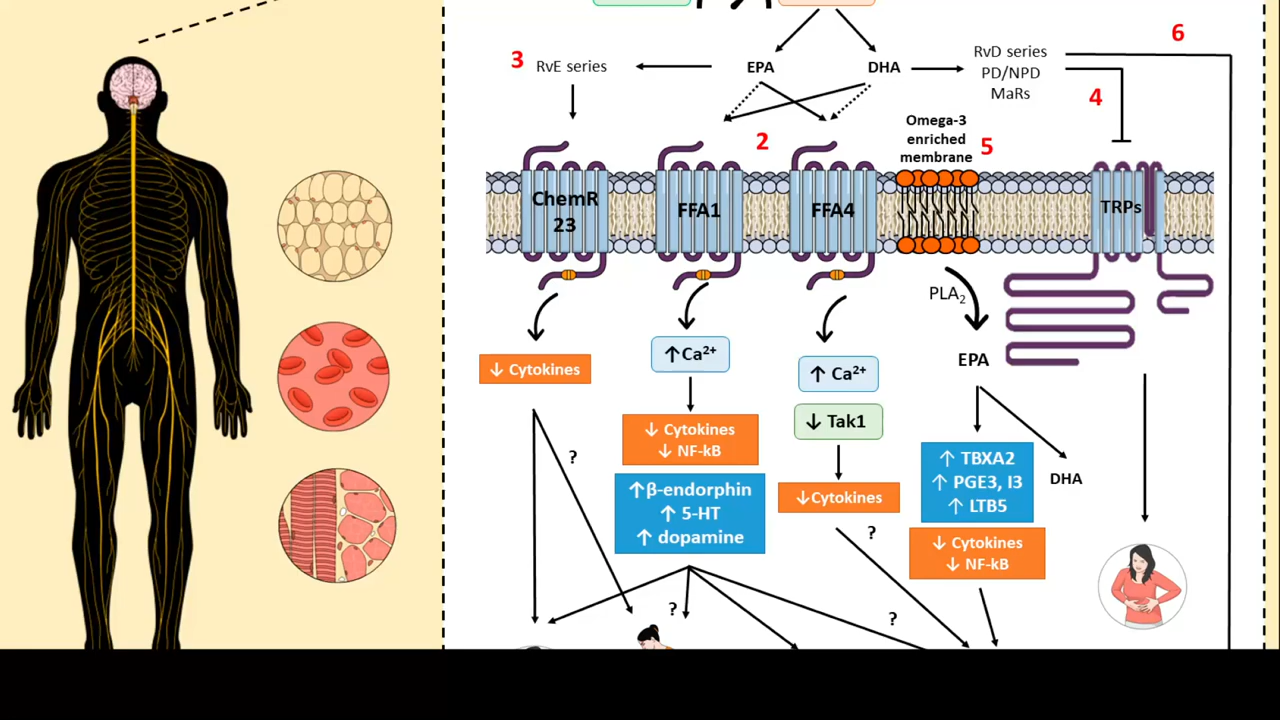 6
3
RvE series
EPA
DHA
RvD series
PD/NPD
MaRs
4
2
Omega-3
enriched
membrane
5
ChemR
23
FFA1
FFA4
TRPs
PLA₂
↓ Cytokines
↑Ca²⁺
↑ Ca²⁺
EPA
↓ Tak1
↓ Cytokines
↓ NF-kB
?
↑β-endorphin
↑ 5-HT
↑ dopamine
↓Cytokines
↑ TBXA2
↑ PGE3, I3
↑ LTB5
DHA
?
↓ Cytokines
↓ NF-kB
?
?